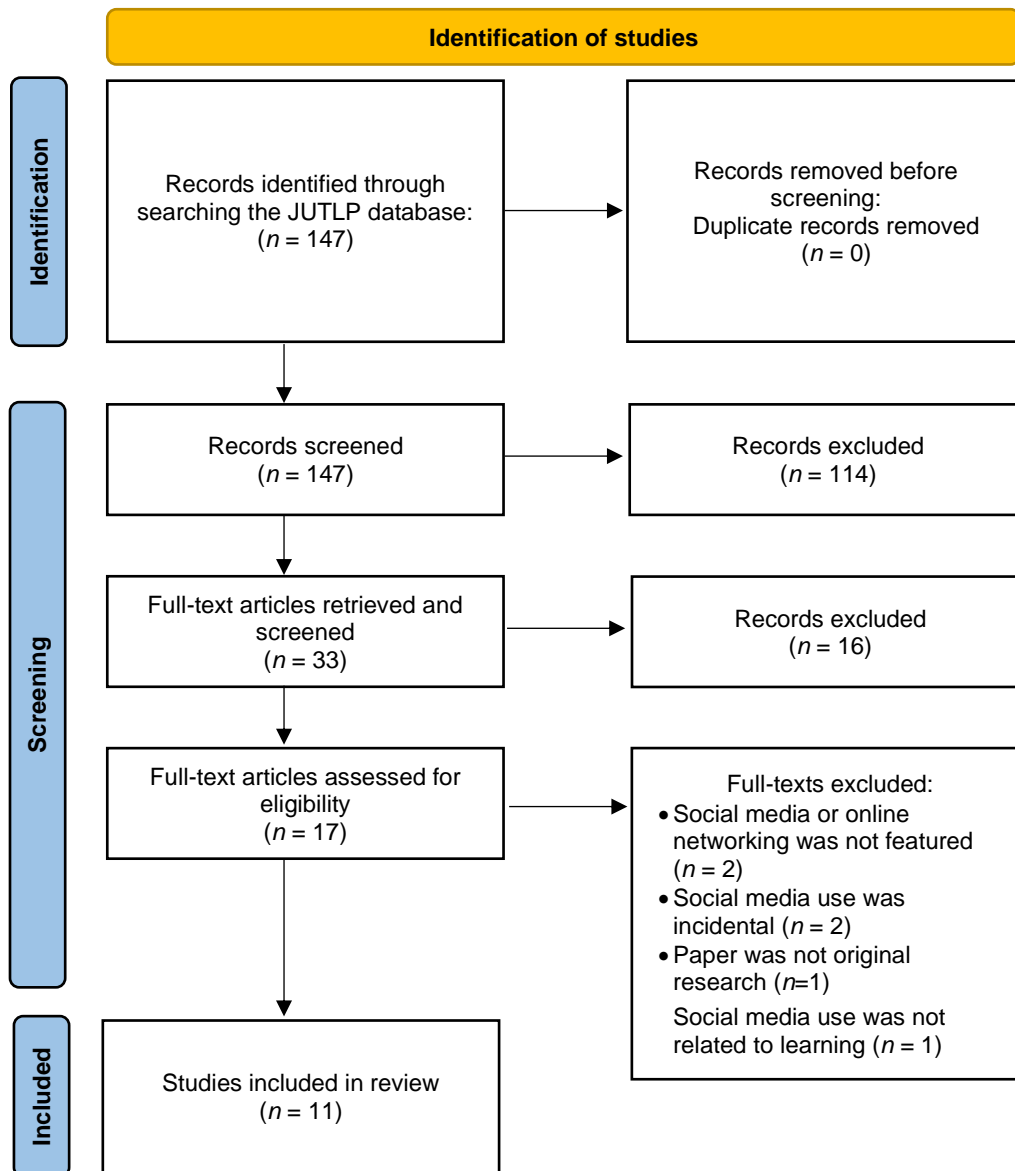 Identification of studies
Identification
Records identified through
searching the JUTLP database:
(n = 147)
Records removed before
screening:
Duplicate records removed
(n = 0)
Screening
Records screened
(n = 147)
Records excluded
(n = 114)
Full-text articles retrieved and
screened
(n = 33)
Records excluded
(n = 16)
Full-text articles assessed for
eligibility
(n = 17)
Full-texts excluded:
• Social media or online
networking was not featured
(n = 2)
• Social media use was
incidental (n = 2)
• Paper was not original
research (n=1)
Social media use was not
related to learning (n = 1)
Included
Studies included in review
(n = 11)